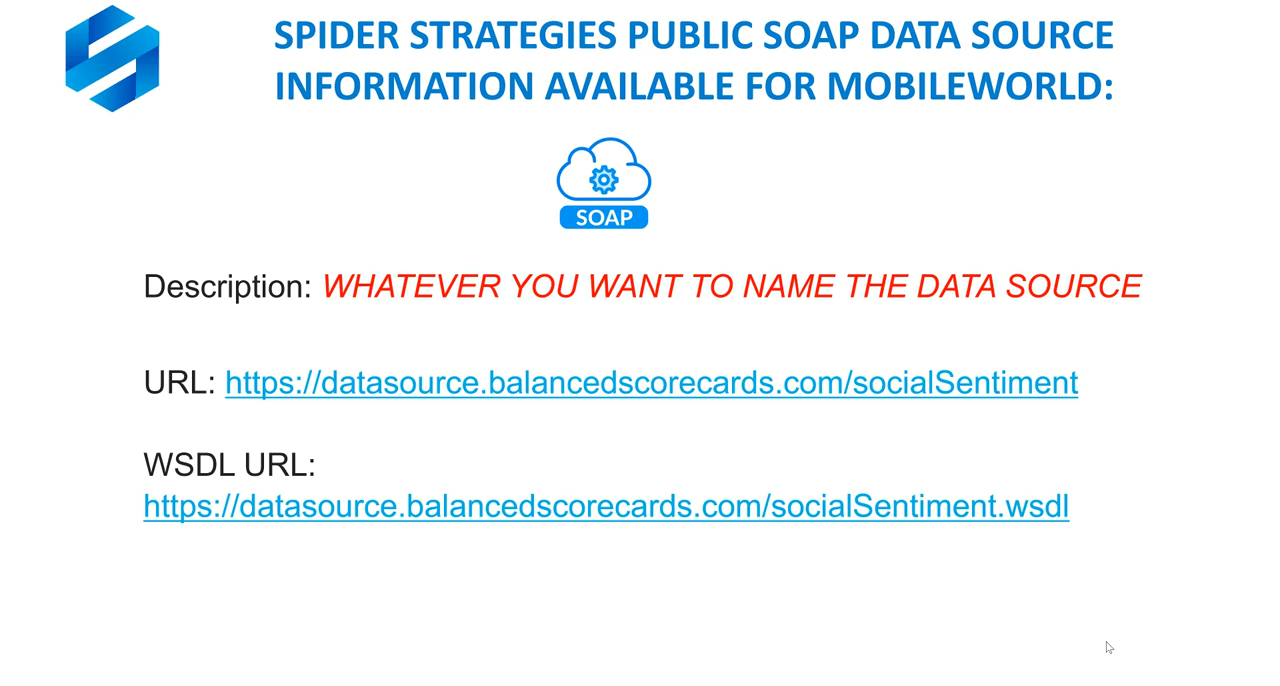 SPIDER STRATEGIES PUBLIC SOAP DATA SOURCE
INFORMATION AVAILABLE FOR MOBILEWORLD:
SOAP
Description: WHATEVER YOU WANT TO NAME THE DATA SOURCE
URL: https://datasource.balancedscorecards.com/socialSentiment
WSDL URL:
https://datasource.balancedscorecards.com/socialSentiment.wsdl